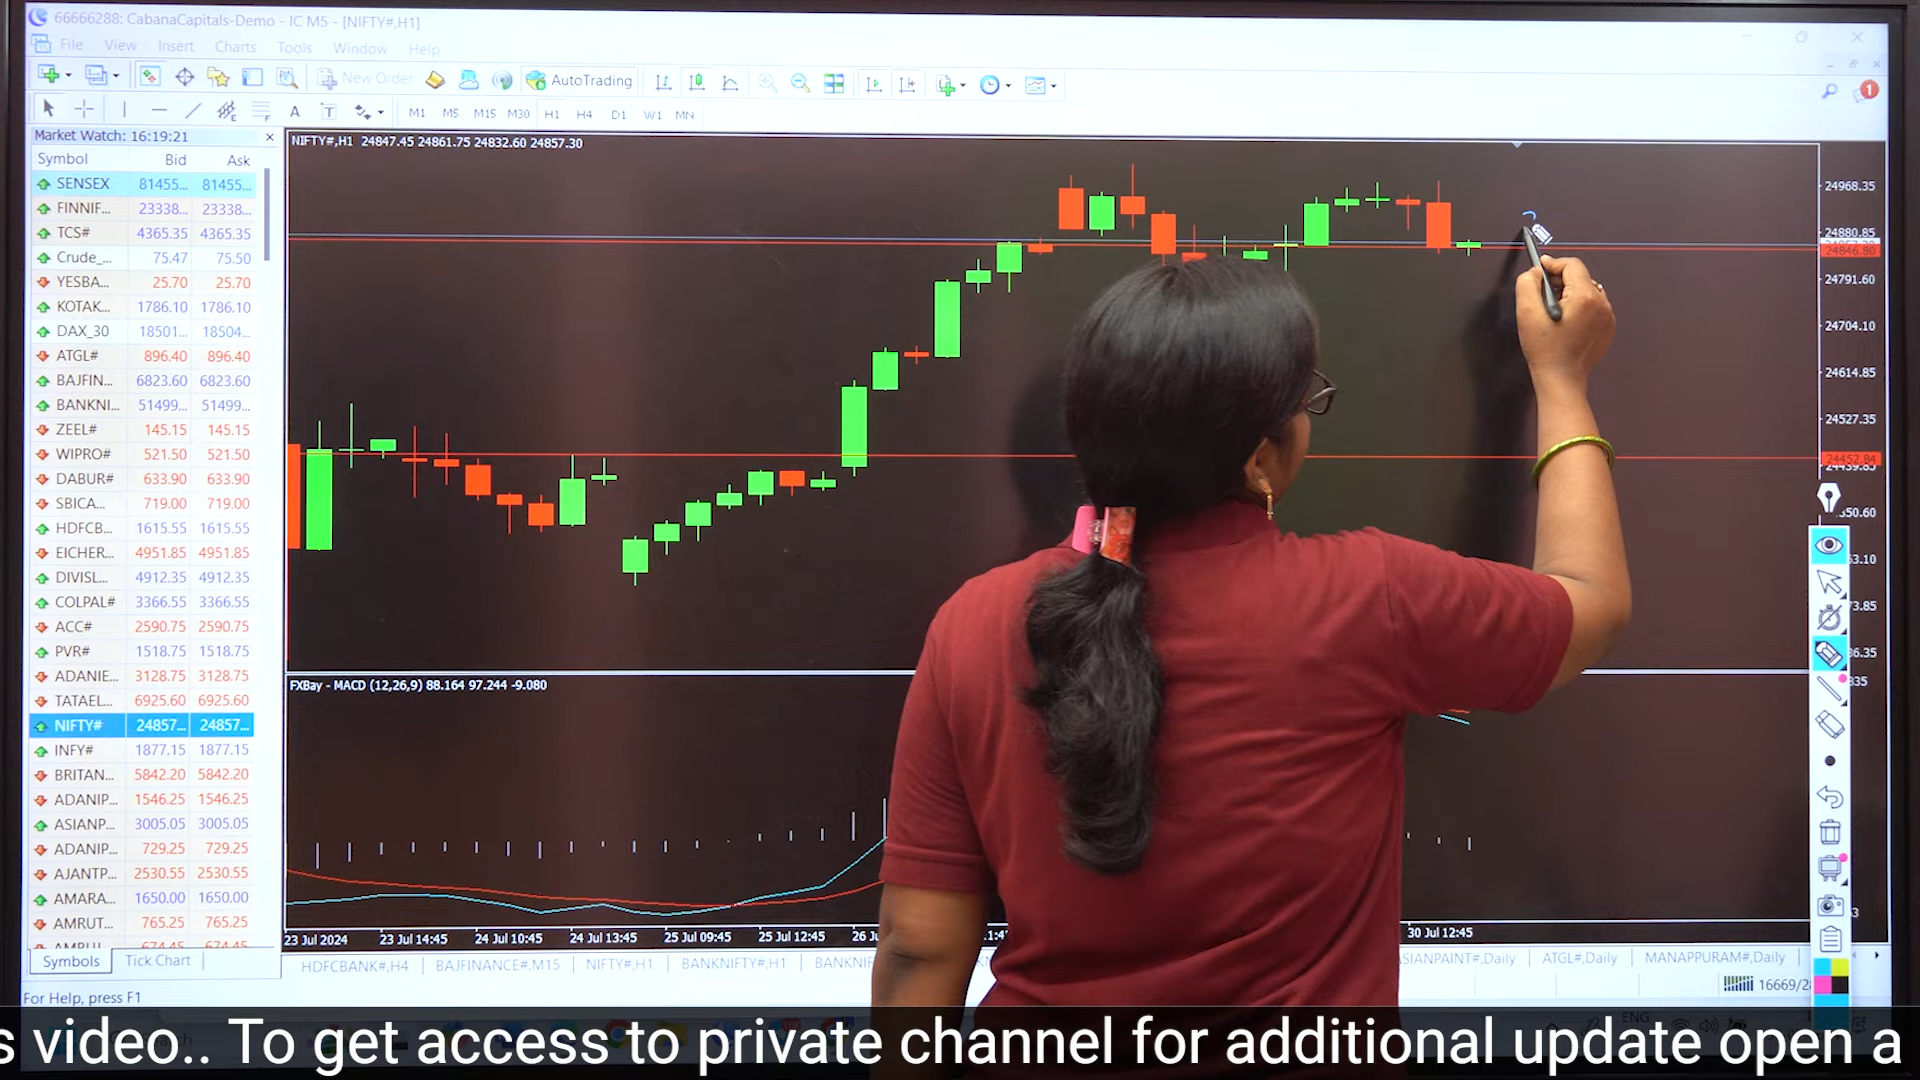 66666288: CabanaCapitals-Demo - IC M5 - [NIFTY#,H1]
File View Insert Charts Tools Window Help
New Order AutoTrading
A T M1 M5 M15 M30 H1 H4 D1 W1 MN
1
Market Watch: 16:19:21
Symbol Bid Ask
SENSEX 81455... 81455...
FINNIF... 23338... 23338...
TCS# 4365.35 4365.35
Crude_... 75.47 75.50
YESBA... 25.70 25.70
KOTAK... 1786.10 1786.10
DAX_30 18501... 18504...
ATGL# 896.40 896.40
BAJFIN... 6823.60 6823.60
BANKNI... 51499... 51499...
ZEEL# 145.15 145.15
WIPRO# 521.50 521.50
DABUR# 633.90 633.90
SBICA... 719.00 719.00
HDFCB... 1615.55 1615.55
EICHER... 4951.85 4951.85
DIVISL... 4912.35 4912.35
COLPAL# 3366.55 3366.55
ACC# 2590.75 2590.75
PVR# 1518.75 1518.75
ADANIE... 3128.75 3128.75
TATAEL... 6925.60 6925.60
NIFTY# 24857... 24857...
INFY# 1877.15 1877.15
BRITAN... 5842.20 5842.20
ADANIP... 1546.25 1546.25
ASIANP... 3005.05 3005.05
ADANIP... 729.25 729.25
AJANTP... 2530.55 2530.55
AMARA... 1650.00 1650.00
AMRUT... 765.25 765.25
Symbols Tick Chart
For Help, press F1
NIFTY#,H1 24847.45 24861.75 24832.60 24857.30
24968.35
24880.85
24846.80
24791.60
24704.10
24614.85
24527.35
24452.84
FXBay - MACD (12,26,9) 88.164 97.244 -9.080
23 Jul 2024 23 Jul 14:45 24 Jul 10:45 24 Jul 13:45 25 Jul 09:45 25 Jul 12:45 30 Jul 12:45
HDFCBANK#,H4 BAJFINANCE#,M15 NIFTY#,H1 BANKNIFTY#,H1 ATGL#,Daily MANAPPURAM#,Daily
ENG
s video.. To get access to private channel for additional update open a